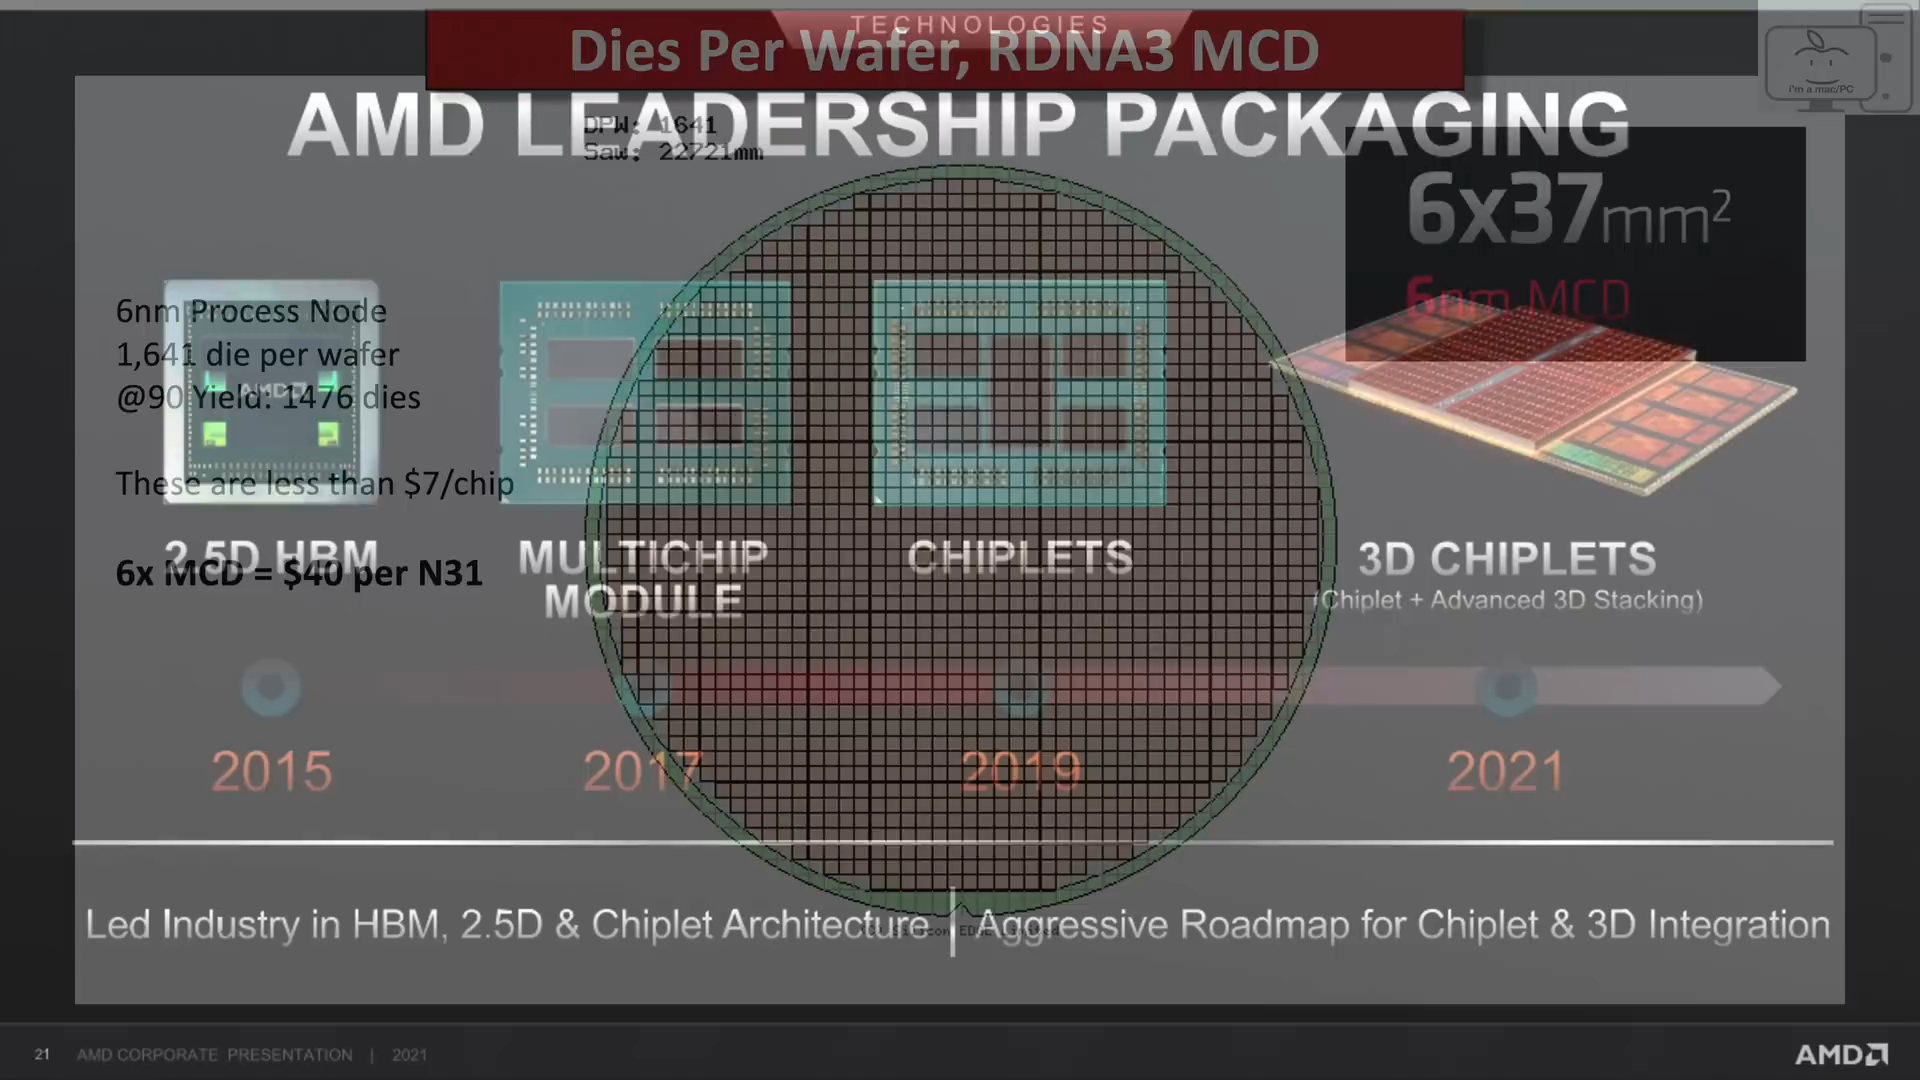 TECHNOLOGIES
Dies Per Wafer, RDNA3 MCD
i'm a mac/PC
AMD LEADERSHIP PACKAGING
DPW: 1641
Saw: 22721mm
6x37mm²
6nm MCD
6nm Process Node
1,641 die per wafer
AMD
@90 Yield: 1476 dies
These are less than $7/chip
6x MCD = $40 per N31
2.5D HBM
MULTICHIP
MODULE
CHIPLETS
3D CHIPLETS
(Chiplet + Advanced 3D Stacking)
2015
2017
2019
2021
Led Industry in HBM, 2.5D & Chiplet Architecture | Aggressive Roadmap for Chiplet & 3D Integration
(C) Silicon EDGE Limited
21 AMD CORPORATE PRESENTATION | 2021
AMD